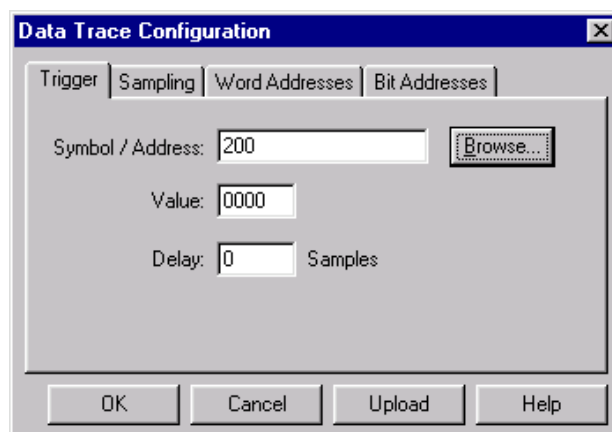 Data Trace Configuration
Trigger Sampling Word Addresses Bit Addresses
Symbol / Address: 200 Browse...
Value: 0000
Delay: 0 Samples
OK Cancel Upload Help